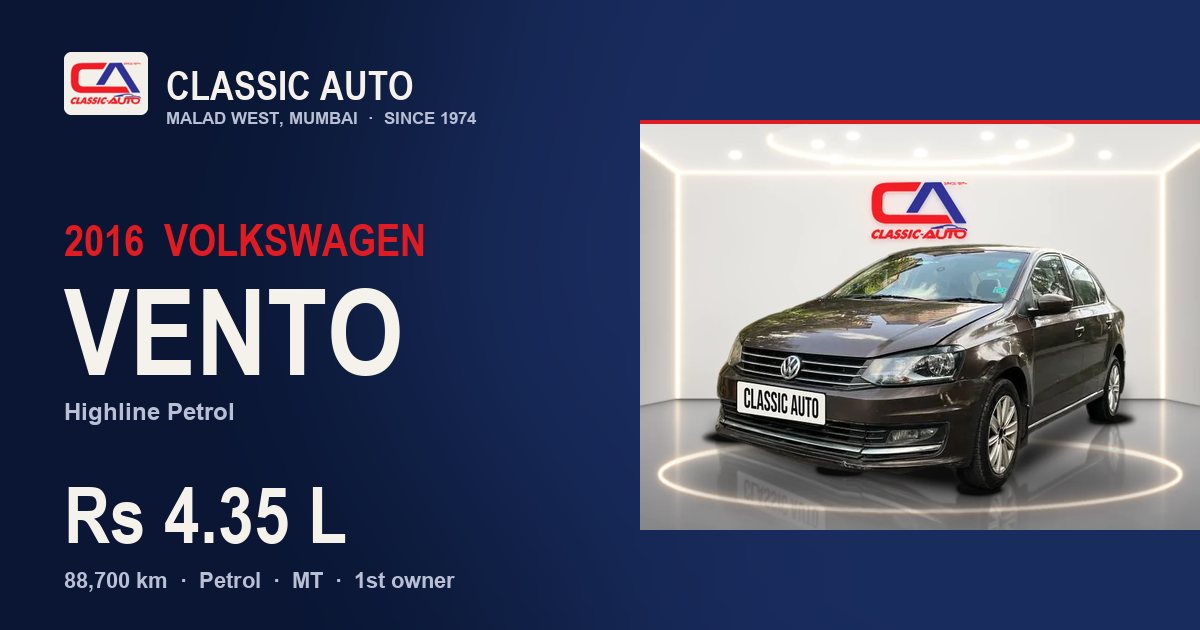 CA
CLASSIC-AUTO
CLASSIC AUTO
MALAD WEST, MUMBAI · SINCE 1974
2016 VOLKSWAGEN
VENTO
Highline Petrol
Rs 4.35 L
88,700 km · Petrol · MT · 1st owner
CA
CLASSIC-AUTO
CLASSIC AUTO